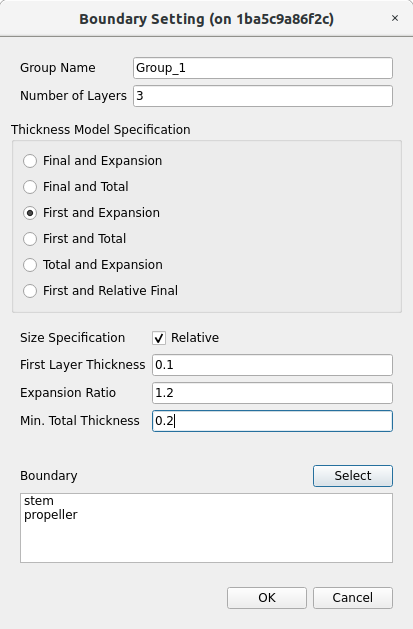 Boundary Setting (on 1ba5c9a86f2c)
×
Group Name Group_1
Number of Layers 3
Thickness Model Specification
Final and Expansion
Final and Total
First and Expansion
First and Total
Total and Expansion
First and Relative Final
Size Specification Relative
First Layer Thickness 0.1
Expansion Ratio 1.2
Min. Total Thickness 0.2
Boundary Select
stem
propeller
OK Cancel